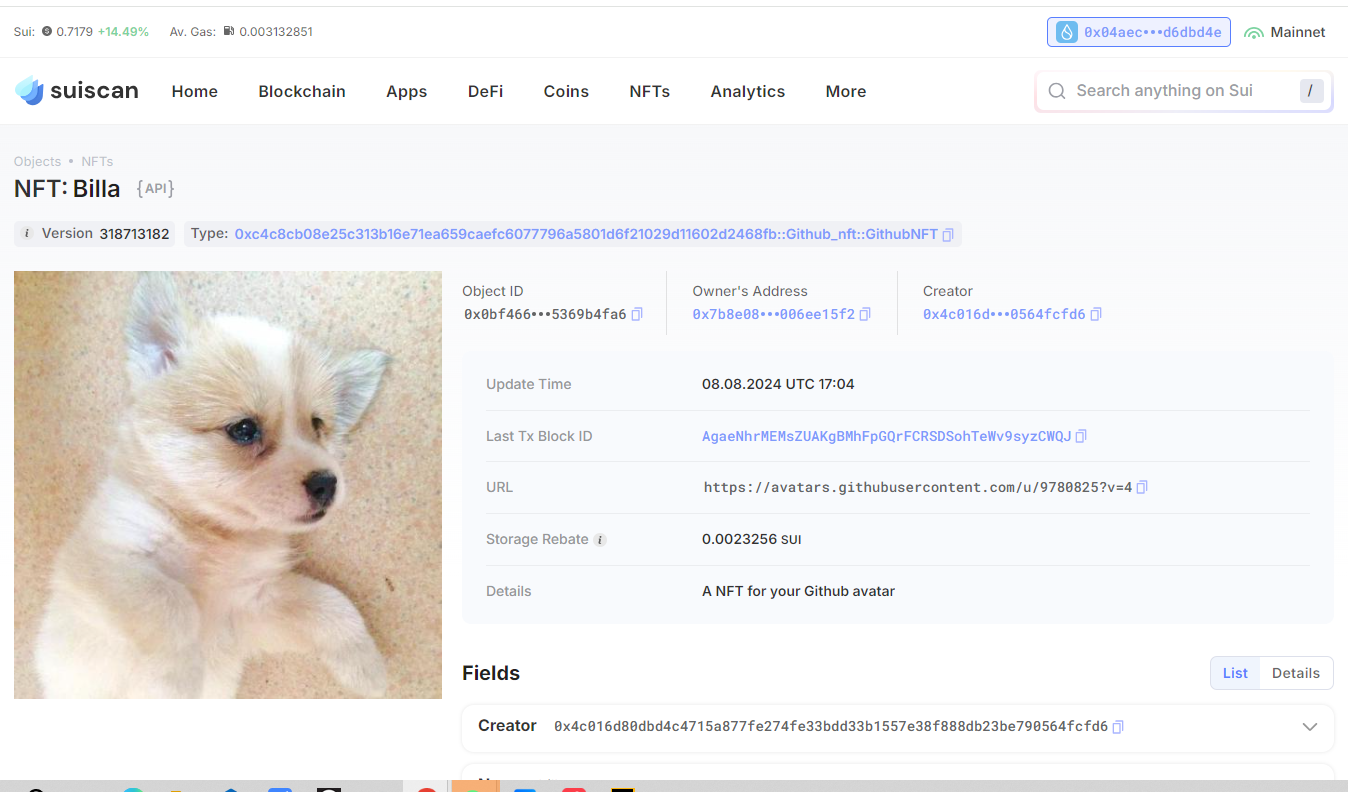 Sui: 0.7179 +14.49% Av. Gas: 0.003132851
0x04aec•••d6dbd4e Mainnet
suiscan Home Blockchain Apps DeFi Coins NFTs Analytics More
Search anything on Sui /
Objects • NFTs
NFT: Billa {API}
i Version 318713182 Type: 0xc4c8cb08e25c313b16e71ea659caefc6077796a5801d6f21029d11602d2468fb::Github_nft::GithubNFT
Object ID Owner's Address Creator
0x0bf466•••5369b4fa6 0x7b8e08•••006ee15f2 0x4c016d•••0564fcfd6
Update Time 08.08.2024 UTC 17:04
Last Tx Block ID AgaeNhrMEMsZUAKgBMhFpGQrFCRSDSohTeWv9syzCWQJ
URL https://avatars.githubusercontent.com/u/9780825?v=4
Storage Rebate i 0.0023256 SUI
Details A NFT for your Github avatar
Fields List Details
Creator 0x4c016d80dbd4c4715a877fe274fe33bdd33b1557e38f888db23be790564fcfd6